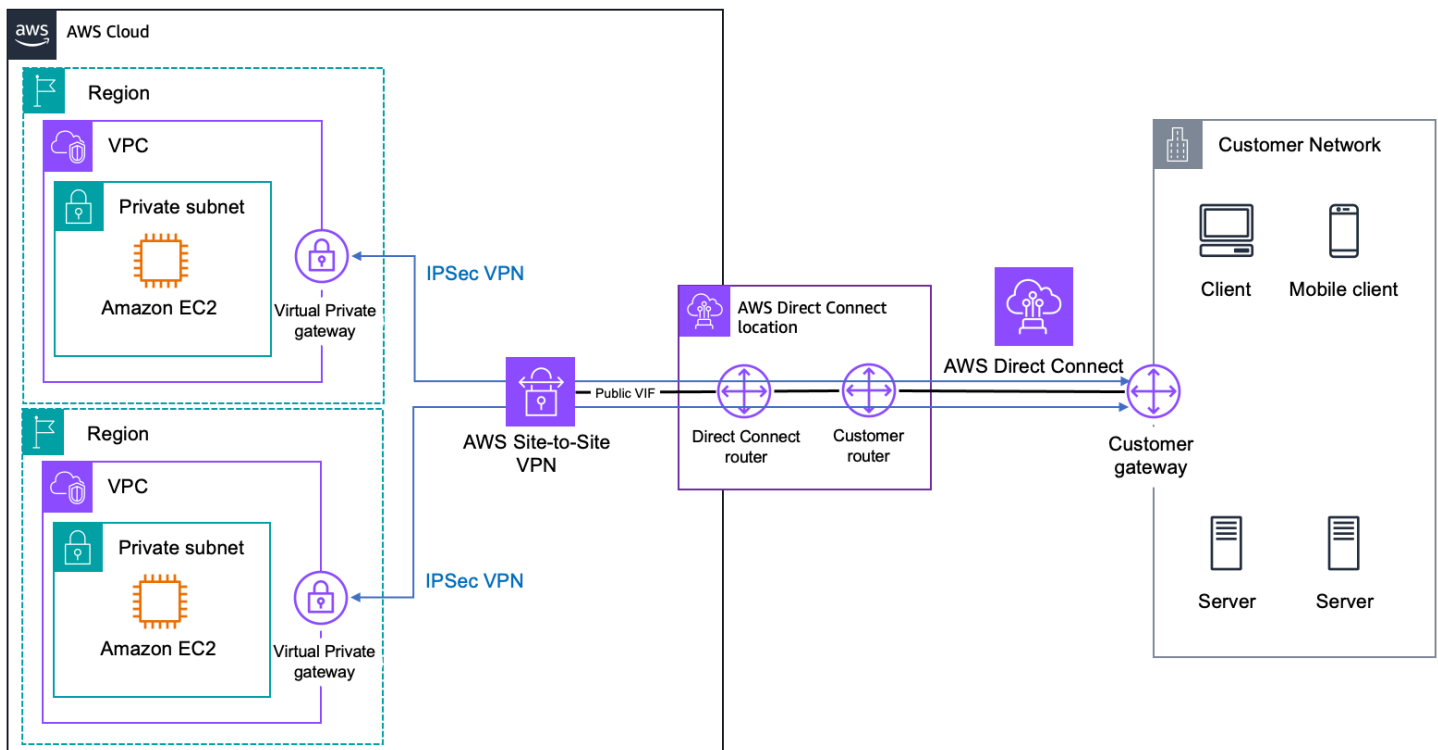 aws
AWS Cloud
Region
VPC
Private subnet
Amazon EC2
Virtual Private
gateway
IPSec VPN
Region
VPC
Private subnet
Amazon EC2
Virtual Private
gateway
IPSec VPN
AWS Site-to-Site
VPN
Public VIF
AWS Direct Connect
location
Direct Connect
router
Customer
router
AWS Direct Connect
Customer
gateway
Customer Network
Client
Mobile client
Server
Server